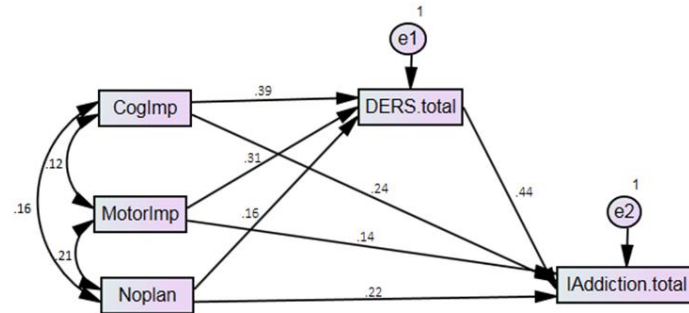 1
e1
.39
CogImp
DERS.total
.12
.31
.24
.44
1
.16
.16
MotorImp
e2
.14
.21
IAddiction.total
Noplan
.22